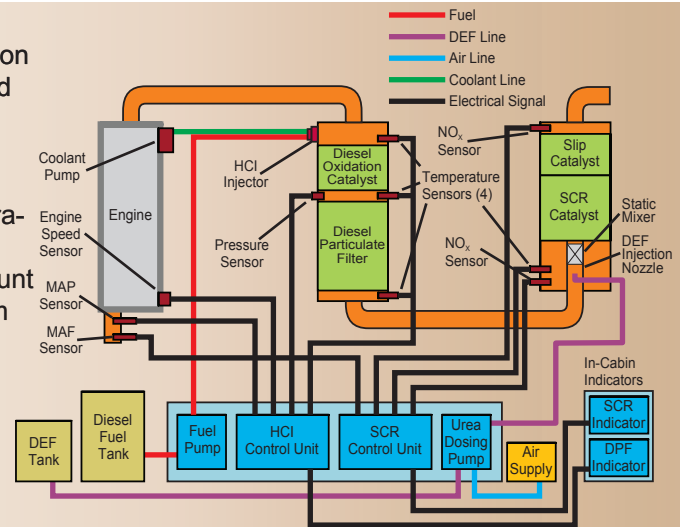 on
d
ra-
unt
n
Fuel
DEF Line
Air Line
Coolant Line
Electrical Signal
Coolant
Pump
Engine
Speed
Sensor
MAP
Sensor
MAF
Sensor
Engine
HCI
Injector
Pressure
Sensor
Diesel
Oxidation
Catalyst
Diesel
Particulate
Filter
Temperature
Sensors (4)
NOx
Sensor
NOx
Sensor
Slip
Catalyst
SCR
Catalyst
Static
Mixer
DEF
Injection
Nozzle
In-Cabin
Indicators
SCR
Indicator
DPF
Indicator
DEF
Tank
Diesel
Fuel
Tank
Fuel
Pump
HCI
Control Unit
SCR
Control Unit
Urea
Dosing
Pump
Air
Supply